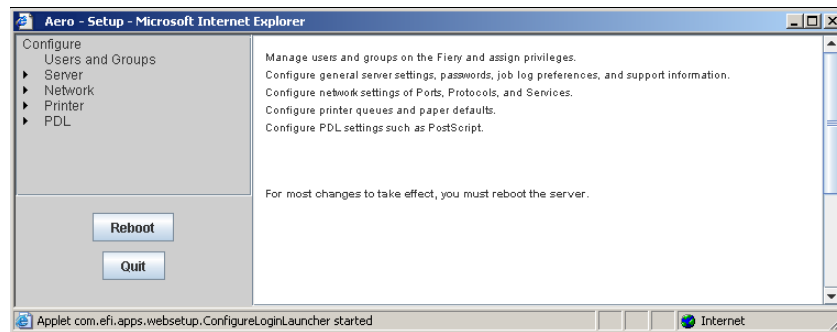 Aero - Setup - Microsoft Internet Explorer
Configure
Users and Groups
Server
Network
Printer
PDL
Manage users and groups on the Fiery and assign privileges.
Configure general server settings, passwords, job log preferences, and support information.
Configure network settings of Ports, Protocols, and Services.
Configure printer queues and paper defaults.
Configure PDL settings such as PostScript.
For most changes to take effect, you must reboot the server.
Reboot
Quit
Applet com.efi.apps.websetup.ConfigureLoginLauncher started
Internet